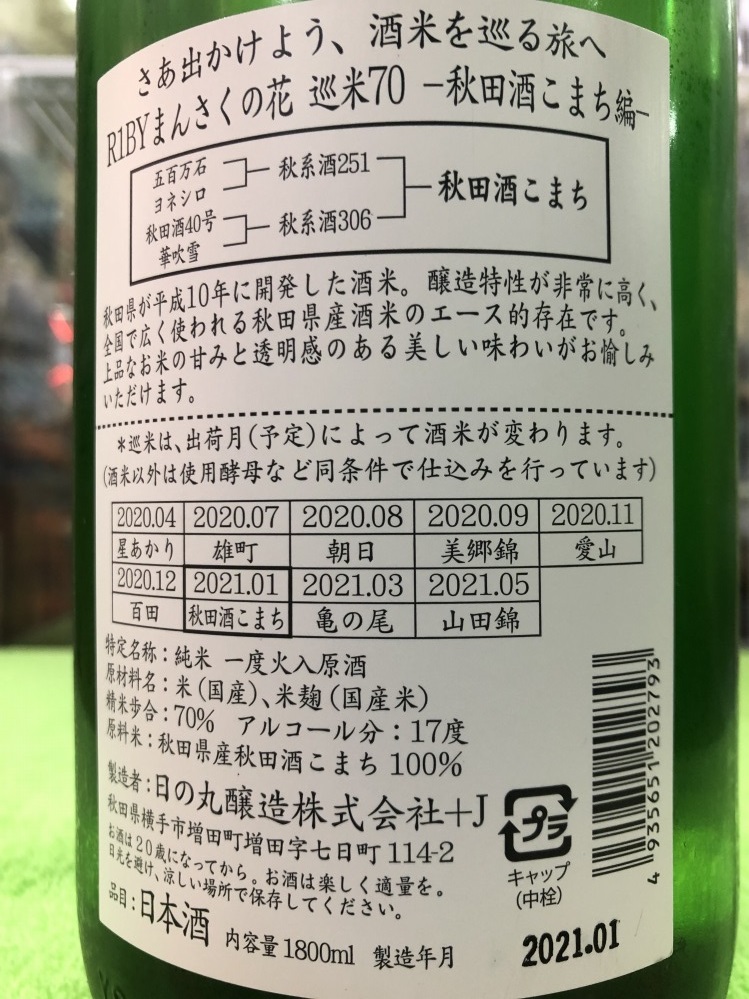 さあ出かけよう、酒米を巡る旅へ
R1BYまんさくの花 巡米70 −秋田酒こまち編−
五百万石
ヨネシロ
秋系酒251
秋田酒40号
華吹雪
秋系酒306
秋田酒こまち
秋田県が平成10年に開発した酒米。醸造特性が非常に高く、
全国で広く使われる秋田県産酒米のエース的存在です。
上品なお米の甘みと透明感のある美しい味わいがお愉しみ
いただけます。
＊巡米は、出荷月(予定)によって酒米が変わります。
(酒米以外は使用酵母など同条件で仕込みを行っています)
2020.04 2020.07 2020.08 2020.09 2020.11
星あかり 雄町 朝日 美郷錦 愛山
2020.12 2021.01 2021.03 2021.05
百田 秋田酒こまち 亀の尾 山田錦
特定名称：純米 一度火入原酒
原材料名：米(国産)、米麹(国産米)
精米歩合：70% アルコール分：17度
原料米：秋田県産秋田酒こまち 100%
製造者：日の丸醸造株式会社+J
秋田県横手市増田町増田字七日町 114-2
お酒は20歳になってから。お酒は楽しく適量を。
日光を避け、涼しい場所で保存してください。
品目：日本酒 内容量 1800ml 製造年月 2021.01
プラ
キャップ
(中栓)
4 935651 202793